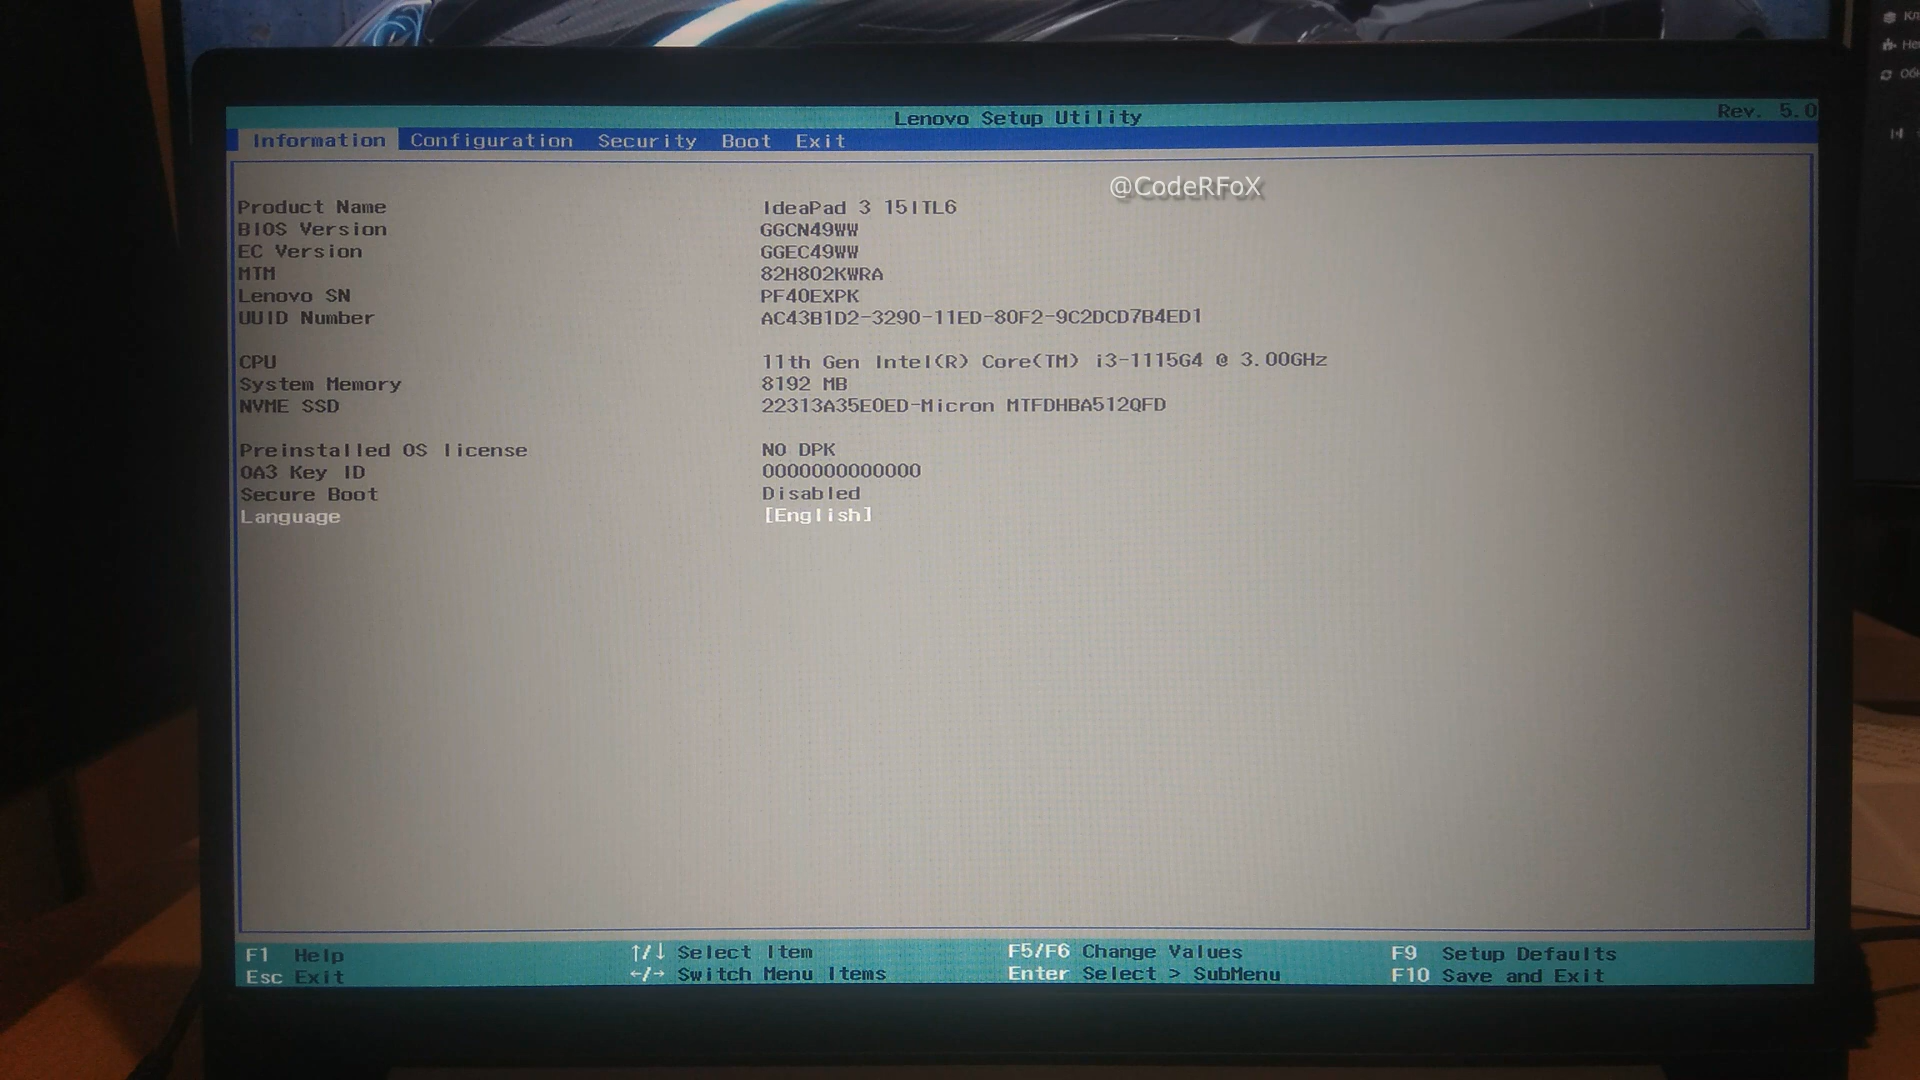 Lenovo Setup Utility
Rev. 5.0
Information Configuration Security Boot Exit
@CodeRFoX
Product Name IdeaPad 3 15ITL6
BIOS Version GGCN49WW
EC Version GGEC49WW
MTM 82H802KWRA
Lenovo SN PF40EXPK
UUID Number AC43B1D2-3290-11ED-80F2-9C2DCD7B4ED1
CPU 11th Gen Intel(R) Core(TM) i3-1115G4 @ 3.00GHz
System Memory 8192 MB
NVME SSD 22313A35E0ED-Micron MTFDHBA512QFD
Preinstalled OS license NO DPK
OA3 Key ID 0000000000000
Secure Boot Disabled
Language [English]
F1 Help ↑/↓ Select Item F5/F6 Change Values F9 Setup Defaults
Esc Exit ←/→ Switch Menu Items Enter Select > SubMenu F10 Save and Exit